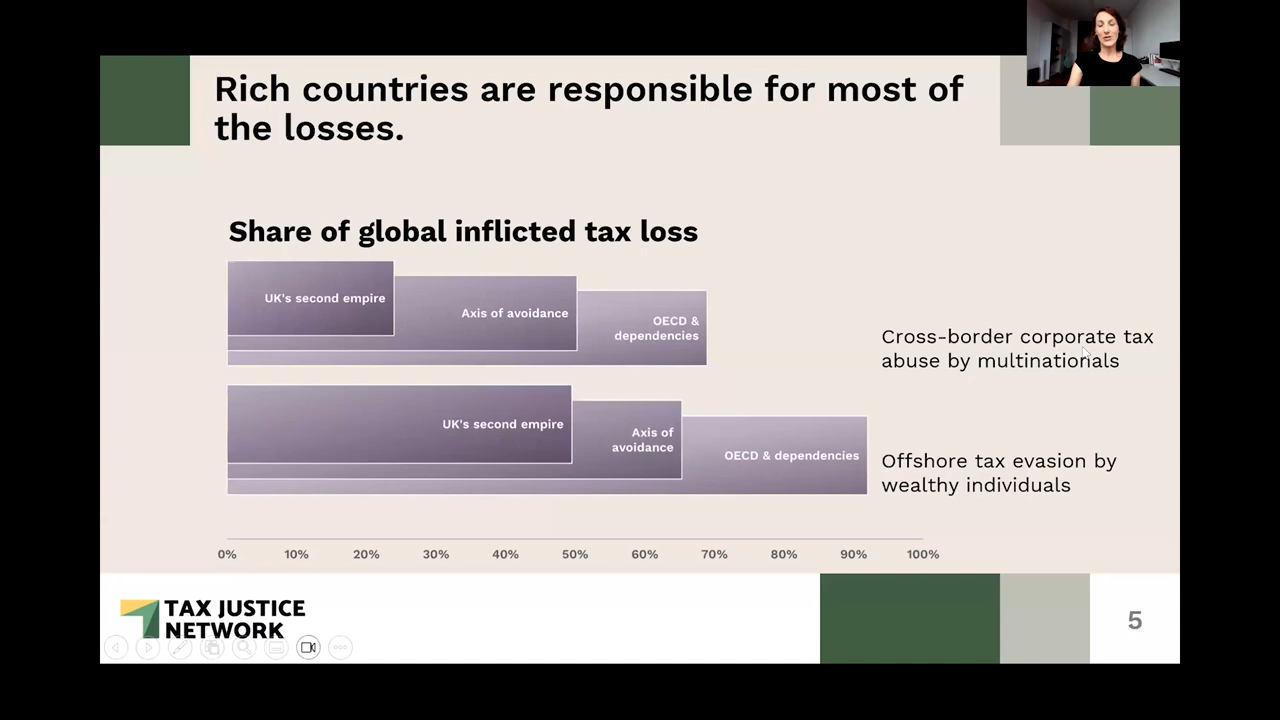 Rich countries are responsible for most of
the losses.
Share of global inflicted tax loss
UK's second empire
Axis of avoidance
OECD &
dependencies
Cross-border corporate tax
abuse by multinationals
UK's second empire
Axis of
avoidance
OECD & dependencies
Offshore tax evasion by
wealthy individuals
0% 10% 20% 30% 40% 50% 60% 70% 80% 90% 100%
TAX JUSTICE
NETWORK
5